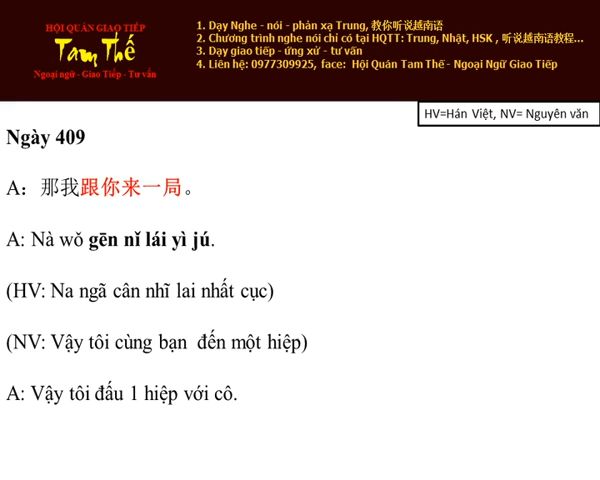 HỘI QUÁN GIAO TIẾP
Tam Thế
Ngoại ngữ - Giao Tiếp - Tư vấn
1. Dạy Nghe - nói - phản xạ Trung, 教你听说越南语
2. Chương trình nghe nói chỉ có tại HQTT: Trung, Nhật, HSK , 听说越南语教程...
3. Dạy giao tiếp - ứng xử - tư vấn
4. Liên hệ: 0977309925, face: Hội Quán Tam Thế - Ngoại Ngữ Giao Tiếp
HV=Hán Việt, NV= Nguyên văn
Ngày 409
A：那我跟你来一局。
A: Nà wǒ gēn nǐ lái yì jú.
(HV: Na ngã cân nhĩ lai nhất cục)
(NV: Vậy tôi cùng bạn đến một hiệp)
A: Vậy tôi đấu 1 hiệp với cô.